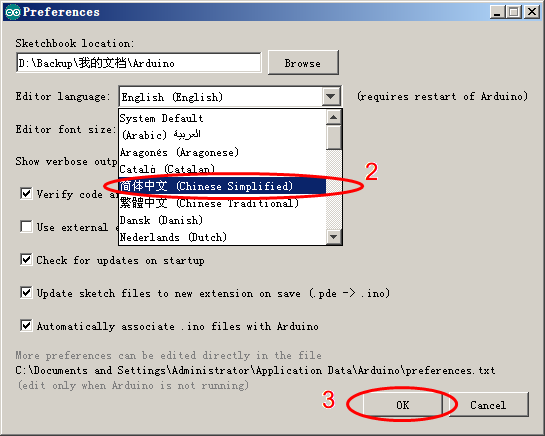 Preferences
Sketchbook location:
D:\Backup\我的文档\Arduino
Browse
Editor language:
English (English)
(requires restart of Arduino)
System Default
(Arabic) العربية
Editor font size:
Aragonés (Aragonese)
Català (Catalan)
Show verbose outp
简体中文 (Chinese Simplified)
2
Verify code a
繁體中文 (Chinese Traditional)
Dansk (Danish)
Use external e
Nederlands (Dutch)
Check for updates on startup
Update sketch files to new extension on save (.pde -> .ino)
Automatically associate .ino files with Arduino
More preferences can be edited directly in the file
C:\Documents and Settings\Administrator\Application Data\Arduino\preferences.txt
(edit only when Arduino is not running)
3
OK
Cancel